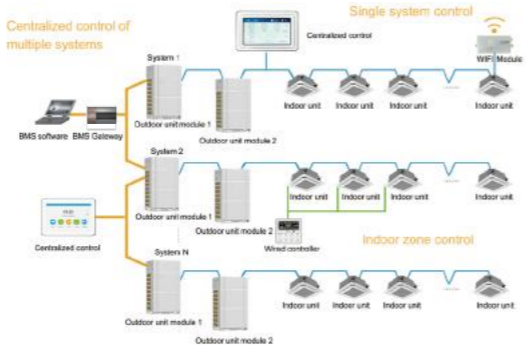 Centralized control of
multiple systems
Single system control
Centralized control
WIFI Module
System 1
Indoor unit
Indoor unit
Indoor unit
Indoor unit
Outdoor unit module 1
Outdoor unit module 2
BMS software
BMS Gateway
System 2
Indoor unit
Indoor unit
Indoor unit
Indoor unit
Outdoor unit module 1
Outdoor unit module 2
Wired controller
Centralized control
Indoor zone control
System N
Indoor unit
Indoor unit
Indoor unit
Indoor unit
Outdoor unit module 1
Outdoor unit module 2